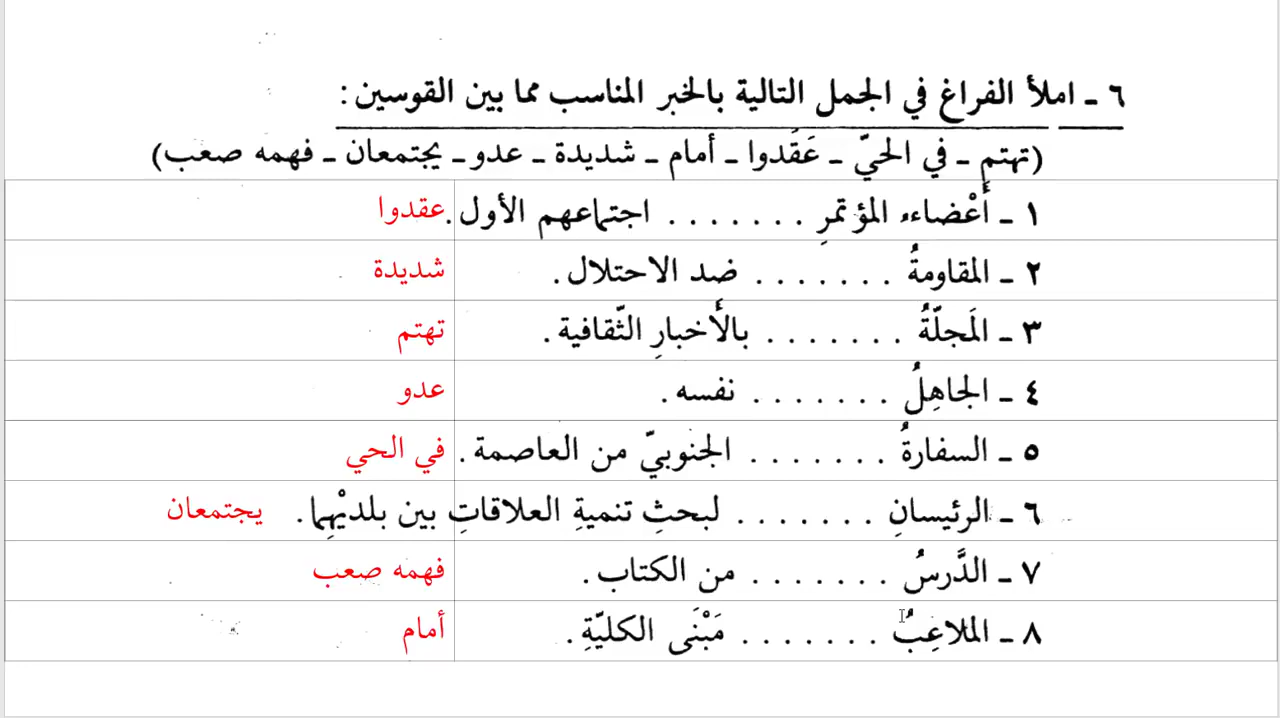 ٦ ـ املأ الفراغ في الجمل التالية بالخبر المناسب مما بين القوسين :
(تهتم ـ في الحيّ ـ عَقَدوا ـ أمام ـ شديدة ـ عدو ـ يجتمعان ـ فهمه صعب)
١ ـ أَعْضاءُ المؤتمرِ . . . . . . . اجتماعهم الأول . عقدوا
٢ ـ المقاومةُ . . . . . . . ضد الاحتلال . شديدة
٣ ـ المَجلّةُ . . . . . . . بالأَخبارِ الثّقافية . تهتم
٤ ـ الجاهِلُ . . . . . . . نفسه . عدو
٥ ـ السفارةُ . . . . . . . الجنوبيّ من العاصمة . في الحي
٦ ـ الرئيسانِ . . . . . . . لبحثِ تنميةِ العلاقاتِ بين بلديْهِما . يجتمعان
٧ ـ الدَّرسُ . . . . . . . من الكتاب . فهمه صعب
٨ ـ الملاعِبُ . . . . . . . مَبْنَى الكليّةِ . أمام